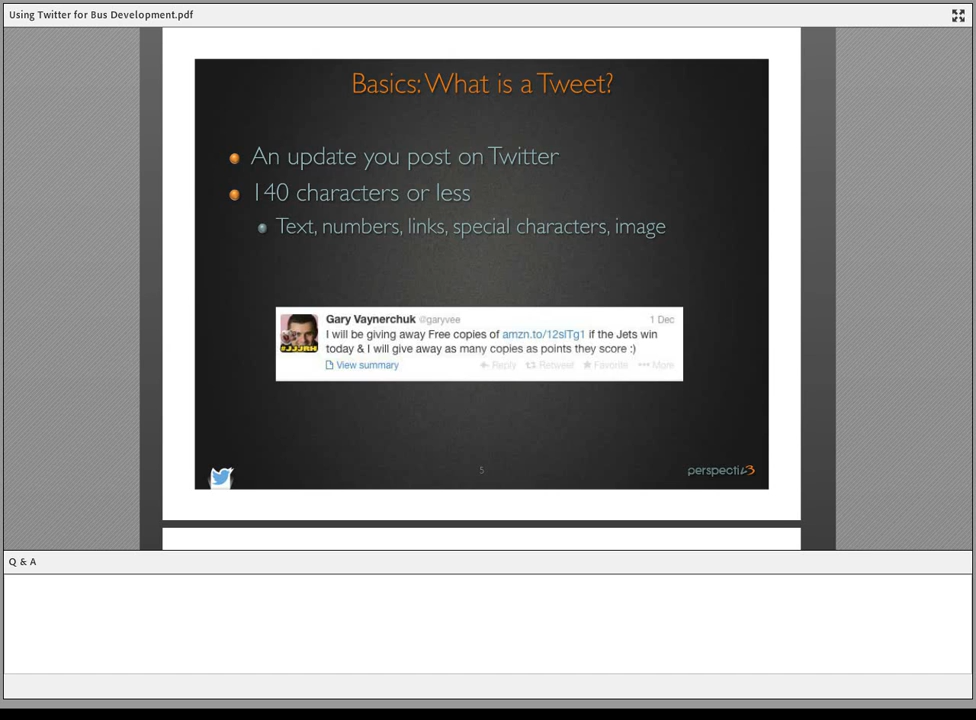 Using Twitter for Bus Development.pdf
Basics: What is a Tweet?
An update you post on Twitter
140 characters or less
Text, numbers, links, special characters, image
Gary Vaynerchuk @garyvee 1 Dec
I will be giving away Free copies of amzn.to/12slTg1 if the Jets win
today & I will give away as many copies as points they score :)
View summary Reply Retweet Favorite More
5
perspectiv3
Q & A